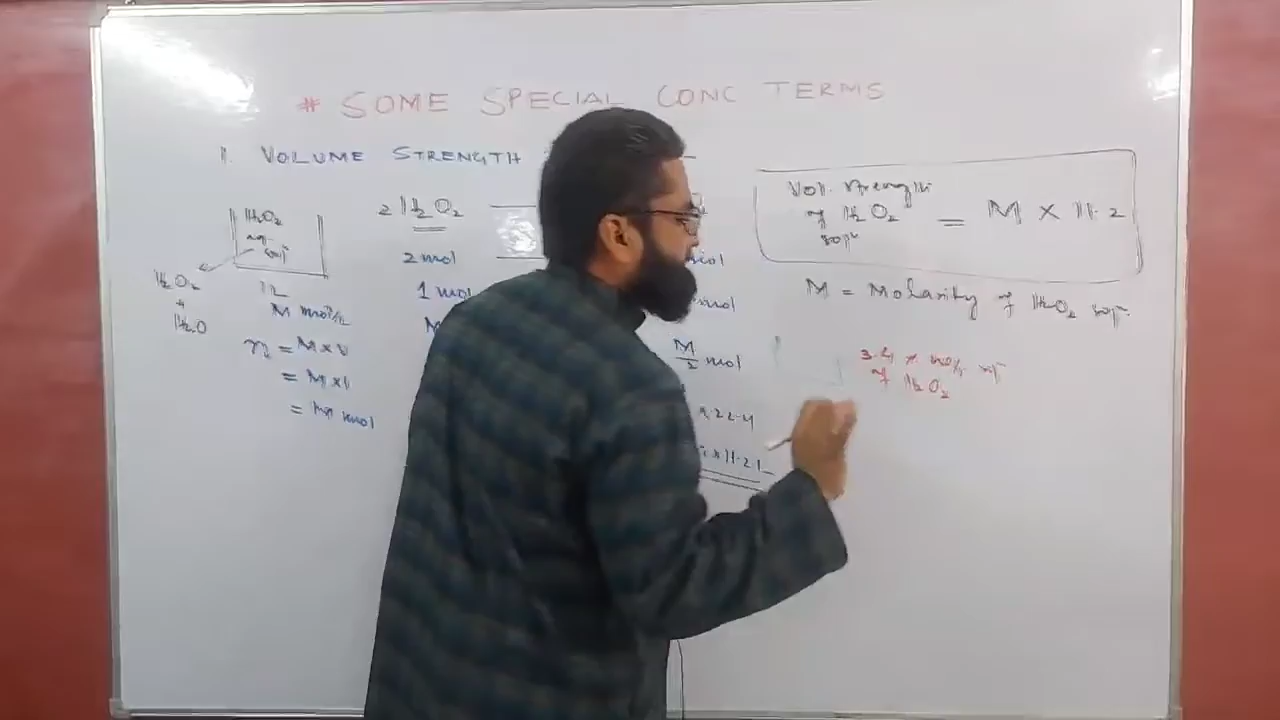 # SOME SPECIAL CONC TERMS
1. VOLUME STRENGTH
H2O2
aq.
solⁿ
H2O2
+
H2O
1L
M mol/L
n = M×V
= M×1
= M mol
2 H2O2
2 mol
1 mol
M
mol
mol
M/2 mol
×22.4
×11.2 L
Vol. strength
of H2O2 = M × 11.2
solⁿ
M = Molarity of H2O2 solⁿ
3.4 %
of H2O2